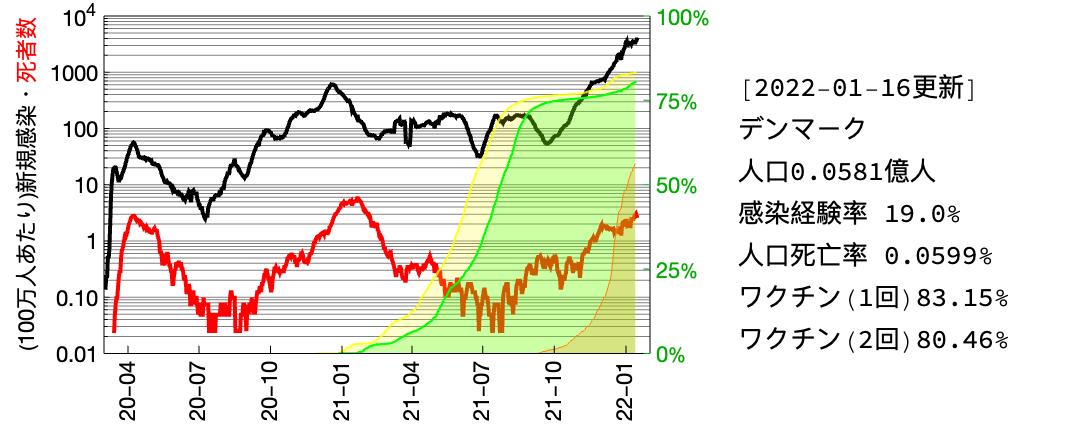 (100万人あたり)新規感染・死者数
10^4
1000
100
10
1
0.1
0.10
0.01
100%
75%
50%
25%
0%
20-04
20-07
20-10
21-01
21-04
21-07
21-10
22-01
[2022-01-16更新]
デンマーク
人口0.0581億人
感染経験率 19.0%
人口死亡率 0.0599%
ワクチン(1回)83.15%
ワクチン(2回)80.46%